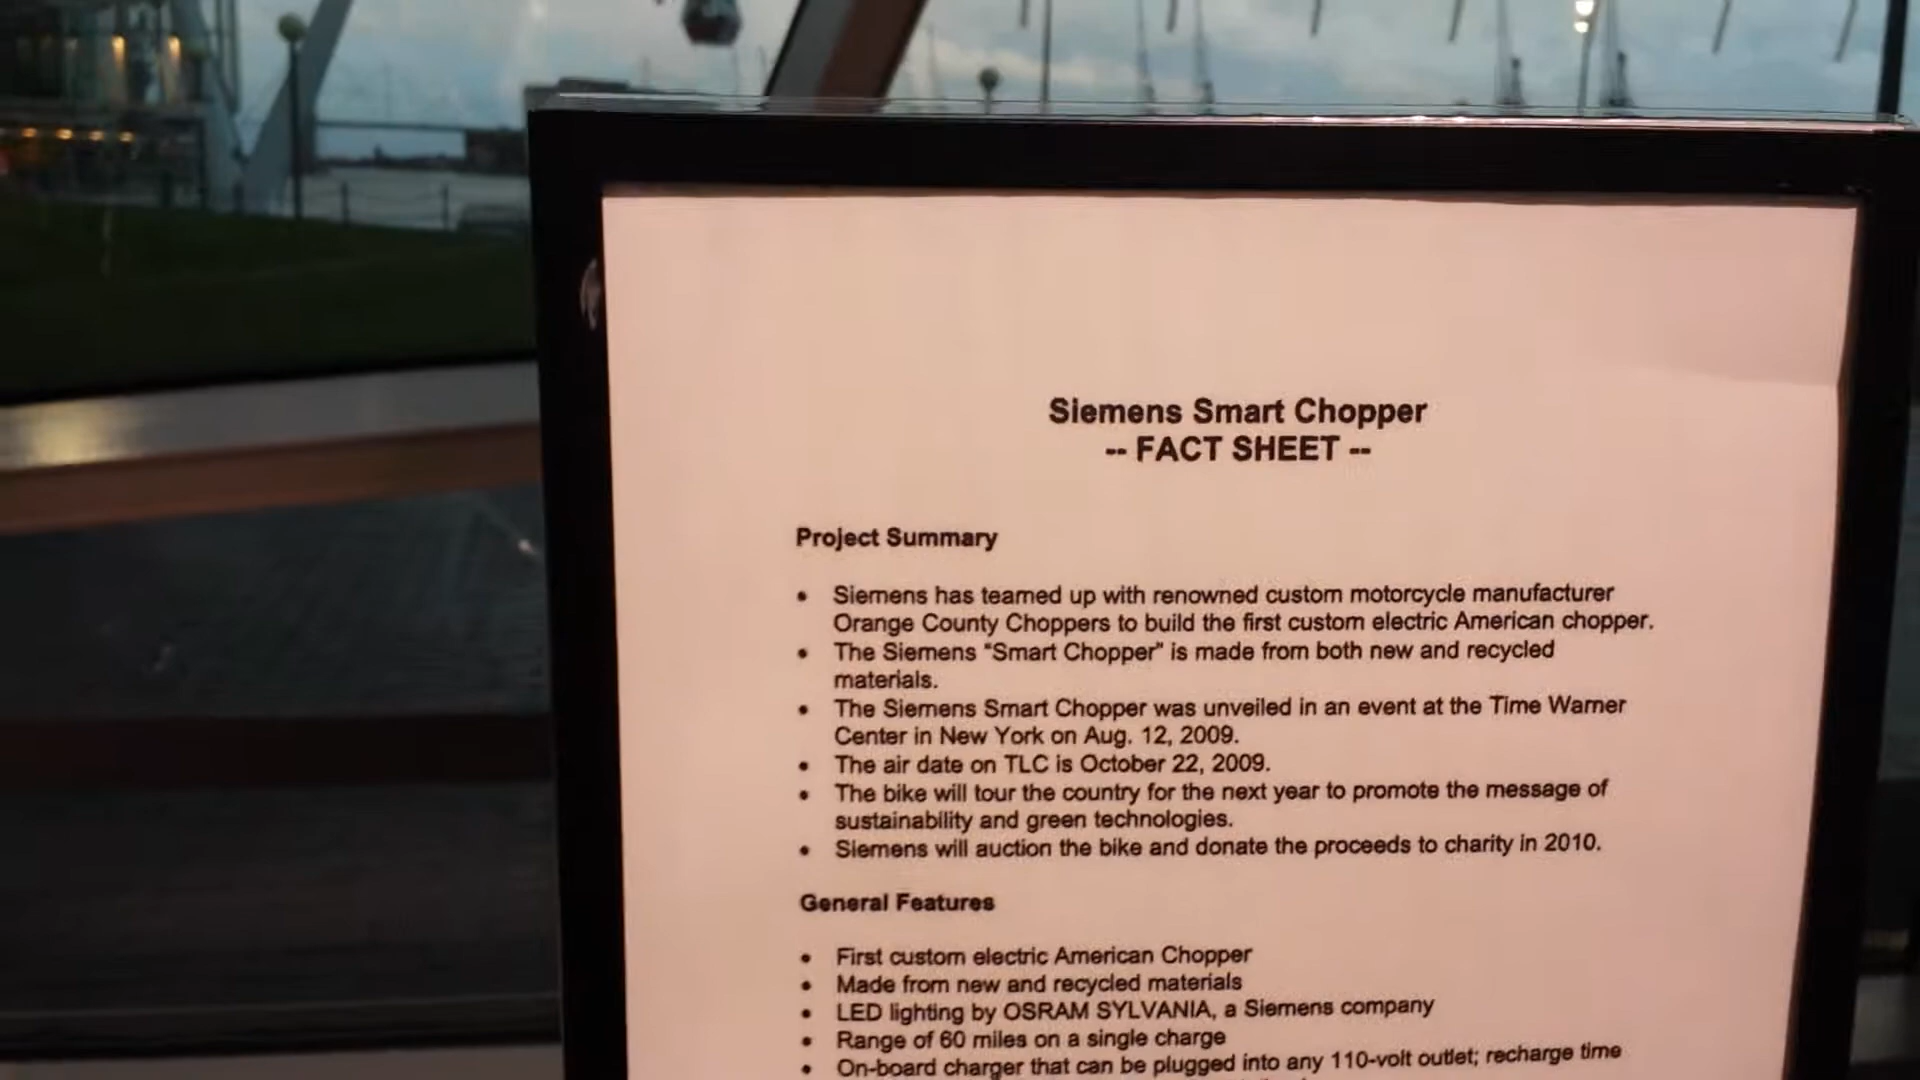 Siemens Smart Chopper
-- FACT SHEET --
Project Summary
• Siemens has teamed up with renowned custom motorcycle manufacturer
Orange County Choppers to build the first custom electric American chopper.
• The Siemens "Smart Chopper" is made from both new and recycled
materials.
• The Siemens Smart Chopper was unveiled in an event at the Time Warner
Center in New York on Aug. 12, 2009.
• The air date on TLC is October 22, 2009.
• The bike will tour the country for the next year to promote the message of
sustainability and green technologies.
• Siemens will auction the bike and donate the proceeds to charity in 2010.
General Features
• First custom electric American Chopper
• Made from new and recycled materials
• LED lighting by OSRAM SYLVANIA, a Siemens company
• Range of 60 miles on a single charge
• On-board charger that can be plugged into any 110-volt outlet; recharge time